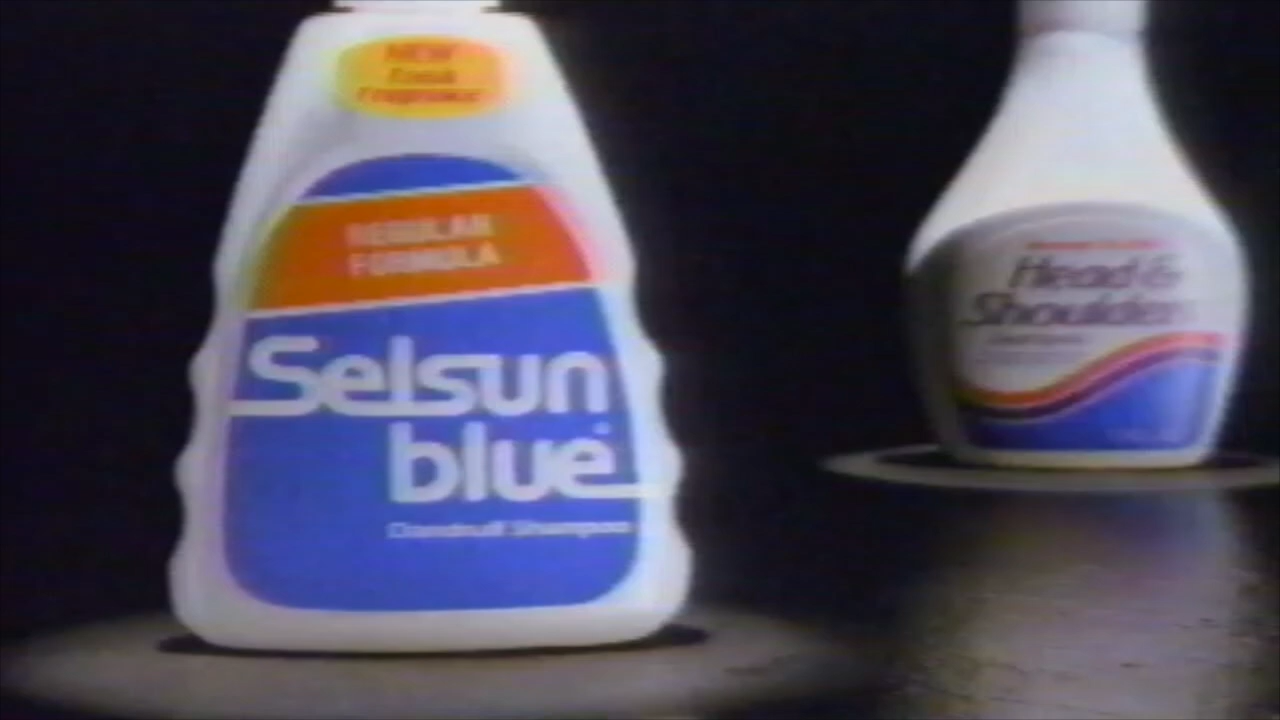 NEW
Fresh
Fragrance
REGULAR
FORMULA
Selsun
blue
Dandruff Shampoo
Head &
Shoulders